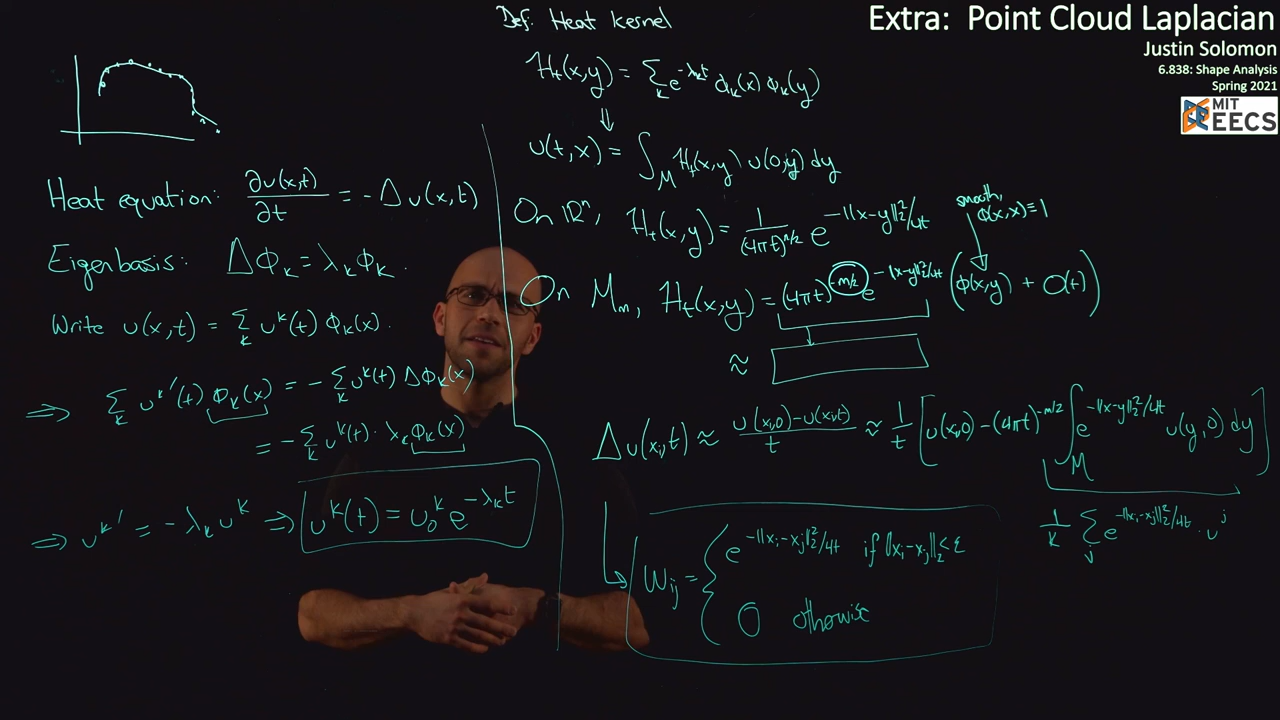 Extra: Point Cloud Laplacian
Justin Solomon
6.838: Shape Analysis
Spring 2021
MIT EECS
Heat equation: ∂u(x,t)/∂t = -Δu(x,t)
Eigenbasis: Δϕₖ = λₖϕₖ.
Write u(x,t) = Σₖ uᵏ(t) ϕₖ(x).
⇒ Σₖ uᵏ'(t) ϕₖ(x) = -Σₖ uᵏ(t) Δϕₖ(x)
= -Σₖ uᵏ(t)·λₖϕₖ(x)
⇒ uᵏ' = -λₖuᵏ ⇒ uᵏ(t) = u₀ᵏ e^{-λₖt}
Def: Heat kernel
Hₜ(x,y) = Σₖ e^{-λₖt} ϕₖ(x) ϕₖ(y)
⇓
u(t,x) = ∫_M Hₜ(x,y) u(0,y) dy
On ℝⁿ, Hₜ(x,y) = 1/(4πt)^{n/2} e^{-||x-y||₂²/4t}
smooth, ϕ(x,x)≡1
On Mₘ, Hₜ(x,y) = (4πt)^{-m/2} e^{-||x-y||₂²/4t} (ϕ(x,y) + O(t))
≈
Δu(x,t) ≈ (u(x,0)-u(x,t))/t ≈ 1/t [u(x,0) - (4πt)^{-m/2} ∫_M e^{-||x-y||₂²/4t} u(y,0) dy]
1/k Σⱼ e^{-||xᵢ-xⱼ||₂²/4t}·uʲ
Wᵢⱼ = { e^{-||xᵢ-xⱼ||₂²/4t} if ||xᵢ-xⱼ||₂<ε
0 otherwise